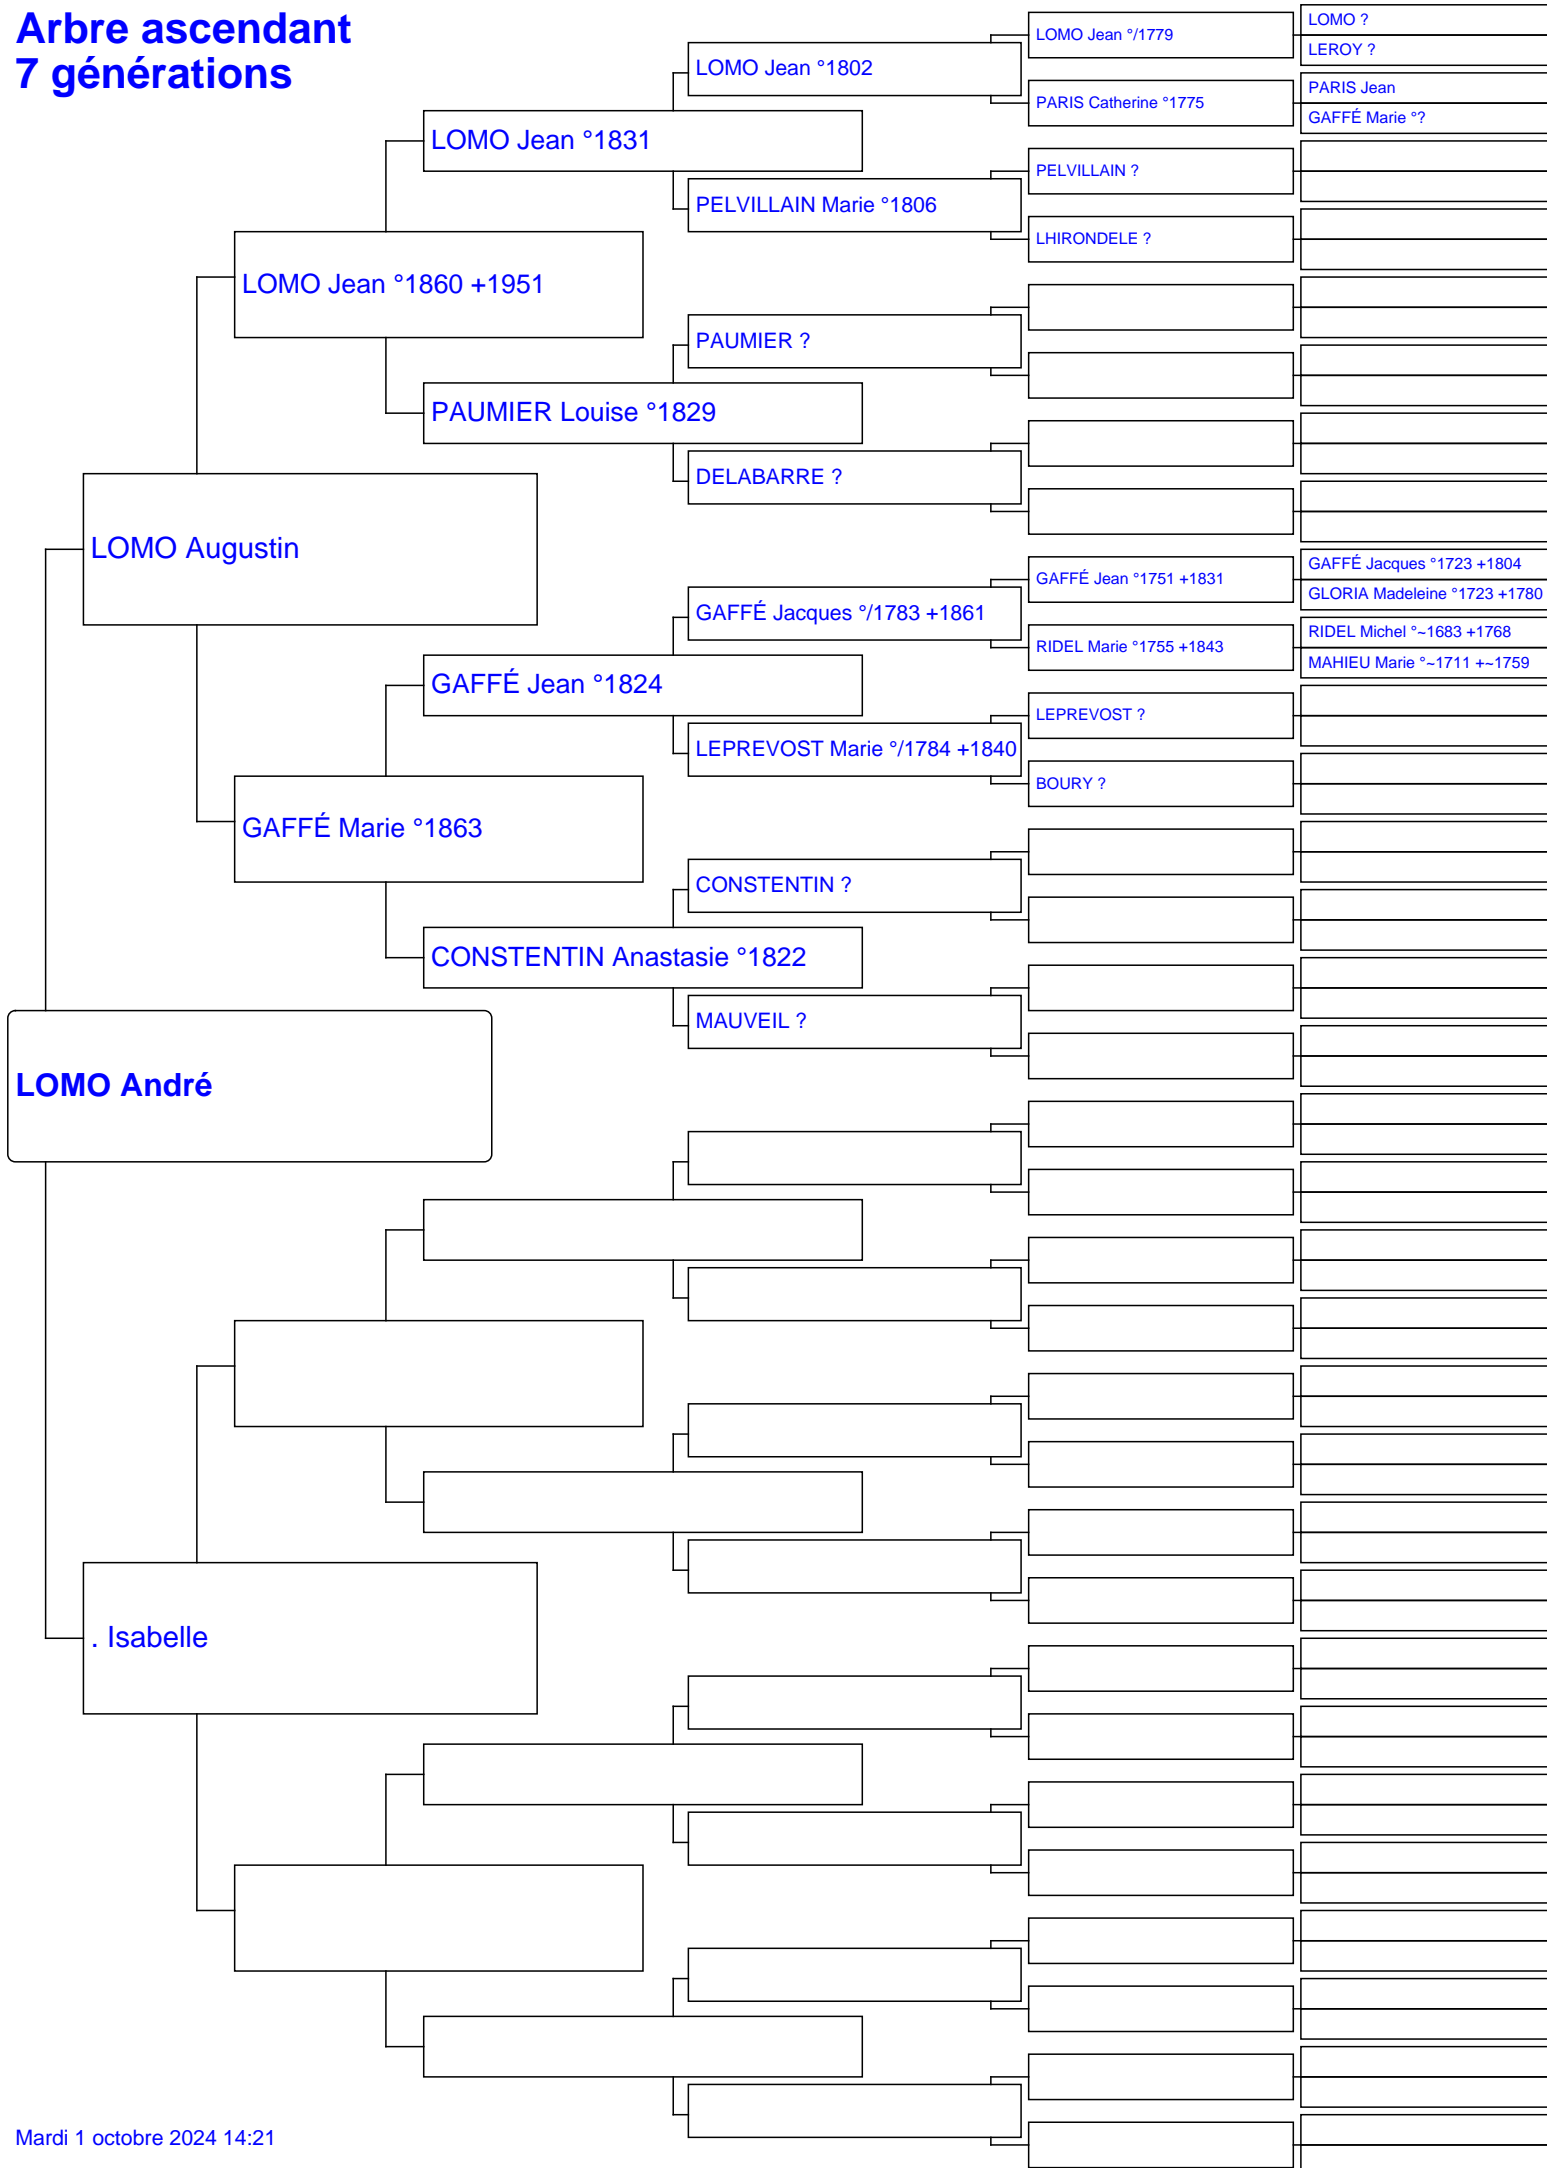 Arbre ascendant
7 générations
LOMO Jean °/1779
LOMO ?
LEROY ?
LOMO Jean °1802
PARIS Catherine °1775
PARIS Jean
GAFFÉ Marie °?
LOMO Jean °1831
PELVILLAIN ?
PELVILLAIN Marie °1806
LHIRONDELE ?
LOMO Jean °1860 +1951
PAUMIER ?
PAUMIER Louise °1829
DELABARRE ?
LOMO Augustin
GAFFÉ Jean °1751 +1831
GAFFÉ Jacques °1723 +1804
GLORIA Madeleine °1723 +1780
GAFFÉ Jacques °/1783 +1861
RIDEL Marie °1755 +1843
RIDEL Michel °~1683 +1768
MAHIEU Marie °~1711 +~1759
GAFFÉ Jean °1824
LEPREVOST ?
LEPREVOST Marie °/1784 +1840
BOURY ?
GAFFÉ Marie °1863
CONSTENTIN ?
CONSTENTIN Anastasie °1822
MAUVEIL ?
LOMO André
. Isabelle
Mardi 1 octobre 2024 14:21